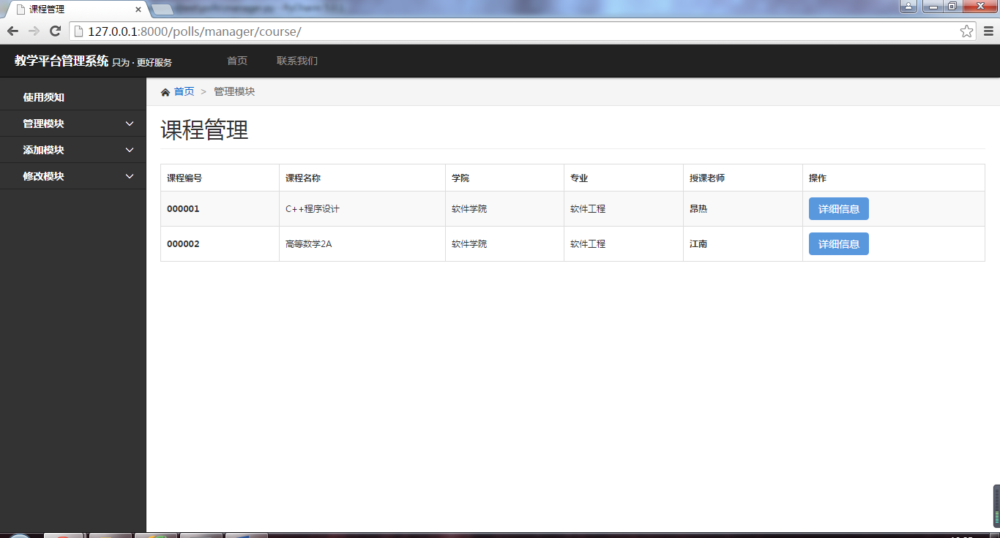 课程管理
127.0.0.1:8000/polls/manager/course/
教学平台管理系统 只为 · 更好服务 首页 联系我们
使用须知
管理模块
添加模块
修改模块
首页 > 管理模块
课程管理
课程编号 课程名称 学院 专业 授课老师 操作
000001 C++程序设计 软件学院 软件工程 昂热 详细信息
000002 高等数学2A 软件学院 软件工程 江南 详细信息